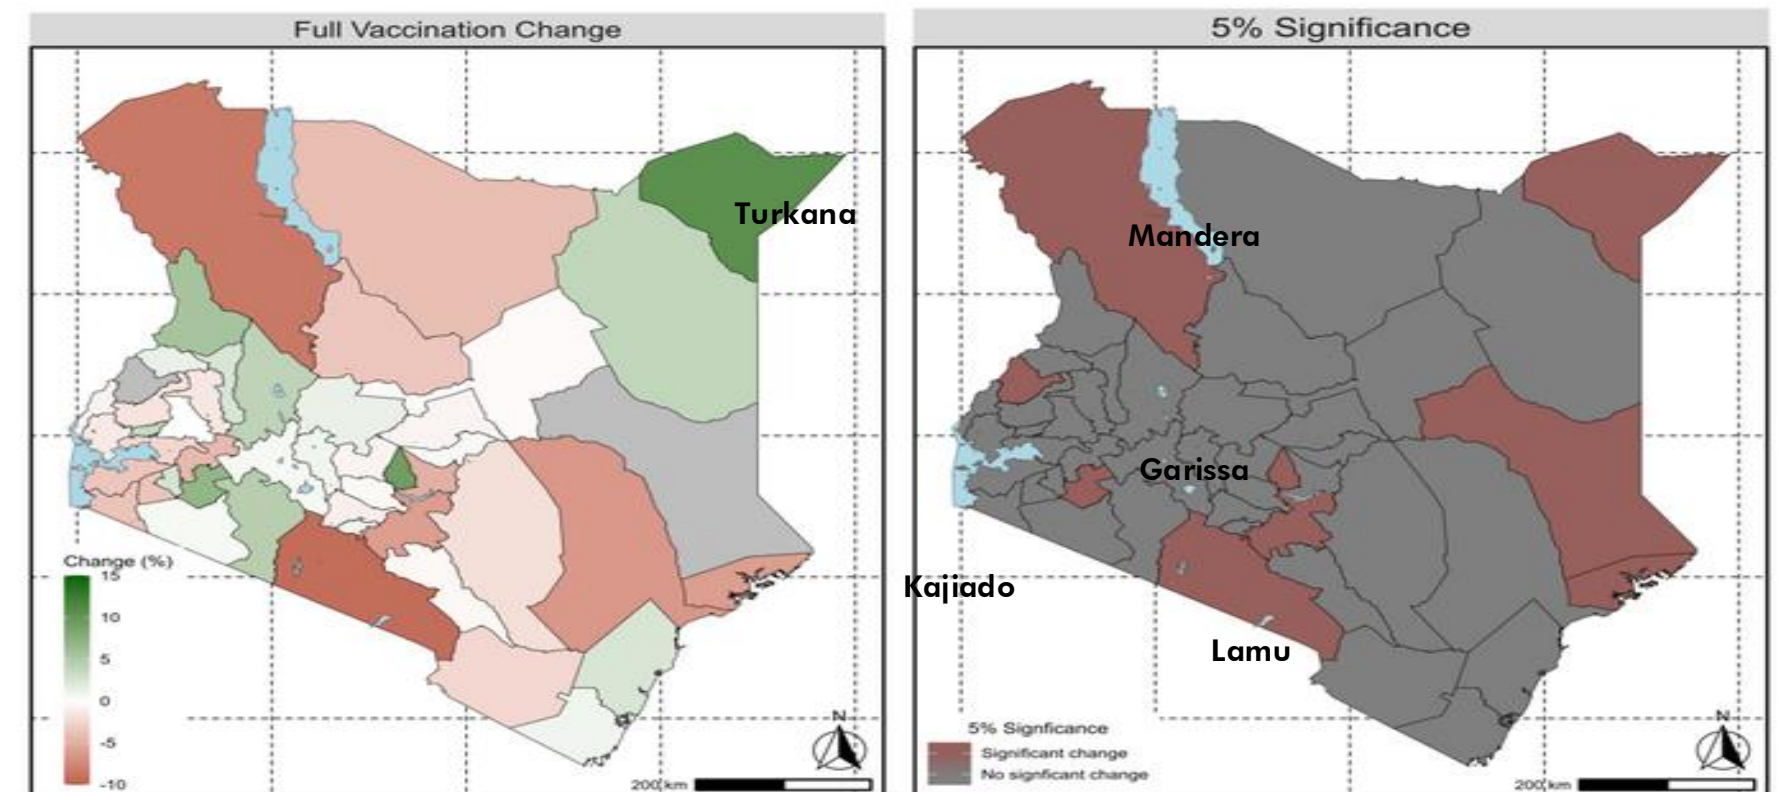 Full Vaccination Change
5% Significance
Turkana
Mandera
Garissa
Kajiado
Lamu
Change (%)
15
10
5
0
-5
-10
N
200 km
5% Signficance
Significant change
No signficant change
N
200 km